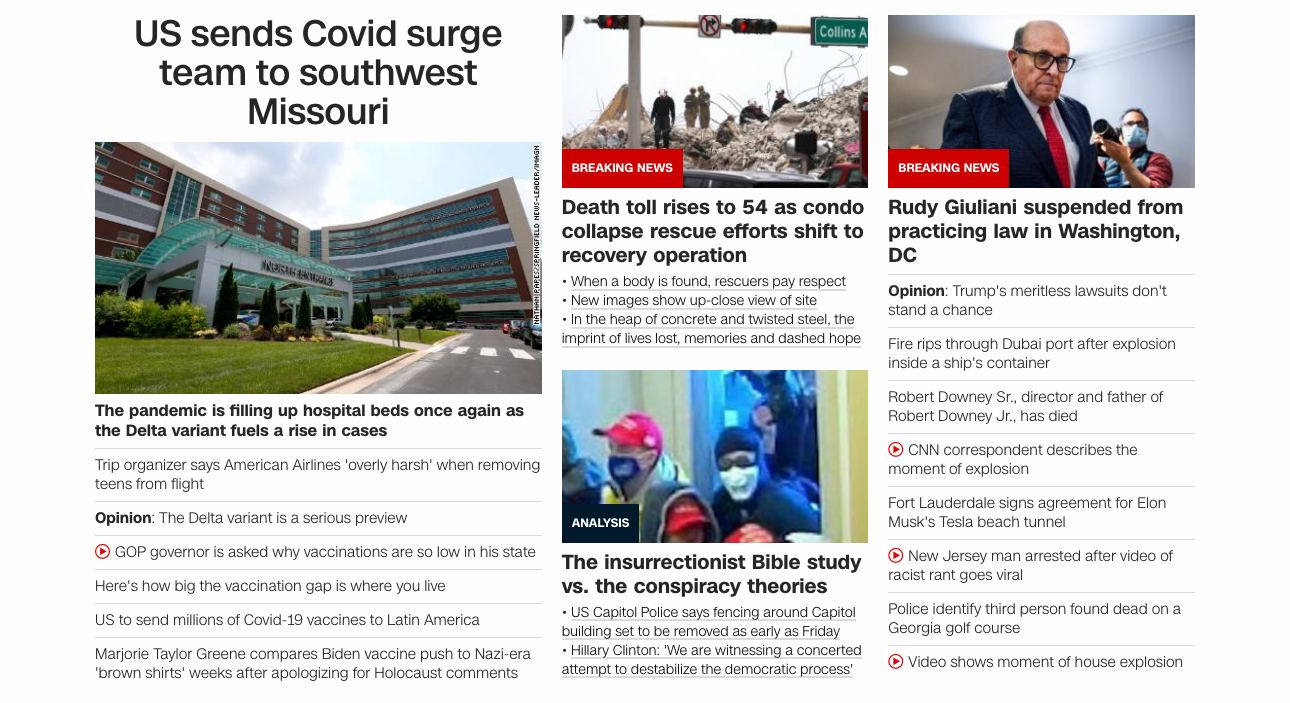 US sends Covid surge
team to southwest
Missouri
NORTH ENTRANCE
NATHAN PAPES/SPRINGFIELD NEWS-LEADER/IMAGN
The pandemic is filling up hospital beds once again as
the Delta variant fuels a rise in cases
Trip organizer says American Airlines 'overly harsh' when removing
teens from flight
Opinion: The Delta variant is a serious preview
GOP governor is asked why vaccinations are so low in his state
Here's how big the vaccination gap is where you live
US to send millions of Covid-19 vaccines to Latin America
Marjorie Taylor Greene compares Biden vaccine push to Nazi-era
'brown shirts' weeks after apologizing for Holocaust comments
Collins A
BREAKING NEWS
Death toll rises to 54 as condo
collapse rescue efforts shift to
recovery operation
• When a body is found, rescuers pay respect
• New images show up-close view of site
• In the heap of concrete and twisted steel, the
imprint of lives lost, memories and dashed hope
ANALYSIS
The insurrectionist Bible study
vs. the conspiracy theories
• US Capitol Police says fencing around Capitol
building set to be removed as early as Friday
• Hillary Clinton: 'We are witnessing a concerted
attempt to destabilize the democratic process'
BREAKING NEWS
Rudy Giuliani suspended from
practicing law in Washington,
DC
Opinion: Trump's meritless lawsuits don't
stand a chance
Fire rips through Dubai port after explosion
inside a ship's container
Robert Downey Sr., director and father of
Robert Downey Jr., has died
CNN correspondent describes the
moment of explosion
Fort Lauderdale signs agreement for Elon
Musk's Tesla beach tunnel
New Jersey man arrested after video of
racist rant goes viral
Police identify third person found dead on a
Georgia golf course
Video shows moment of house explosion